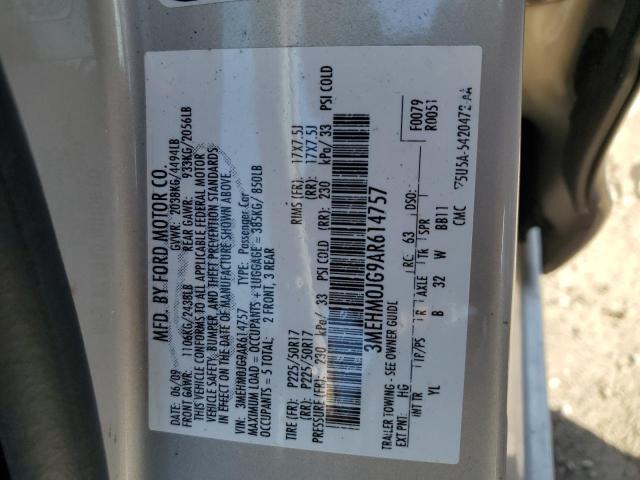 MFD. BY FORD MOTOR CO.
DATE: 06/09 GVWR: 2038KG/4494LB
FRONT GAWR: 1106KG/2438LB REAR GAWR: 933KG/2056LB
THIS VEHICLE CONFORMS TO ALL APPLICABLE FEDERAL MOTOR
VEHICLE SAFETY, BUMPER, AND THEFT PREVENTION STANDARDS
IN EFFECT ON THE DATE OF MANUFACTURE SHOWN ABOVE.
VIN: 3MEHM0JG9AR614757 TYPE: Passenger Car
MAXIMUM LOAD = OCCUPANTS + LUGGAGE = 385KG/ 850LB
OCCUPANTS = 5 TOTAL: 2 FRONT, 3 REAR
TIRE (FR): P225/50R17 RIMS (FR): 17X7.5J
(RR): P225/50R17 (RR): 17X7.5J
PRESSURE (FR): 230 kPa/ 33 PSI COLD (RR): 230 kPa/ 33 PSI COLD
3MEHM0JG9AR614757
TRAILER TOWING - SEE OWNER GUIDE
F0079
R0051
EXT PNT: HG RC: 63 DSO:
INT TR TP/PS R AXLE TR SPR
YL B 32 W BB11
CMC 5U5A-5420472-AA